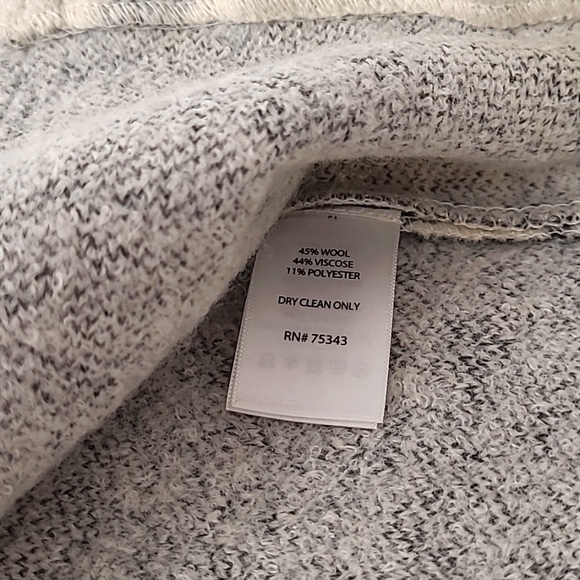 45% WOOL
44% VISCOSE
11% POLYESTER
DRY CLEAN ONLY
RN# 75343